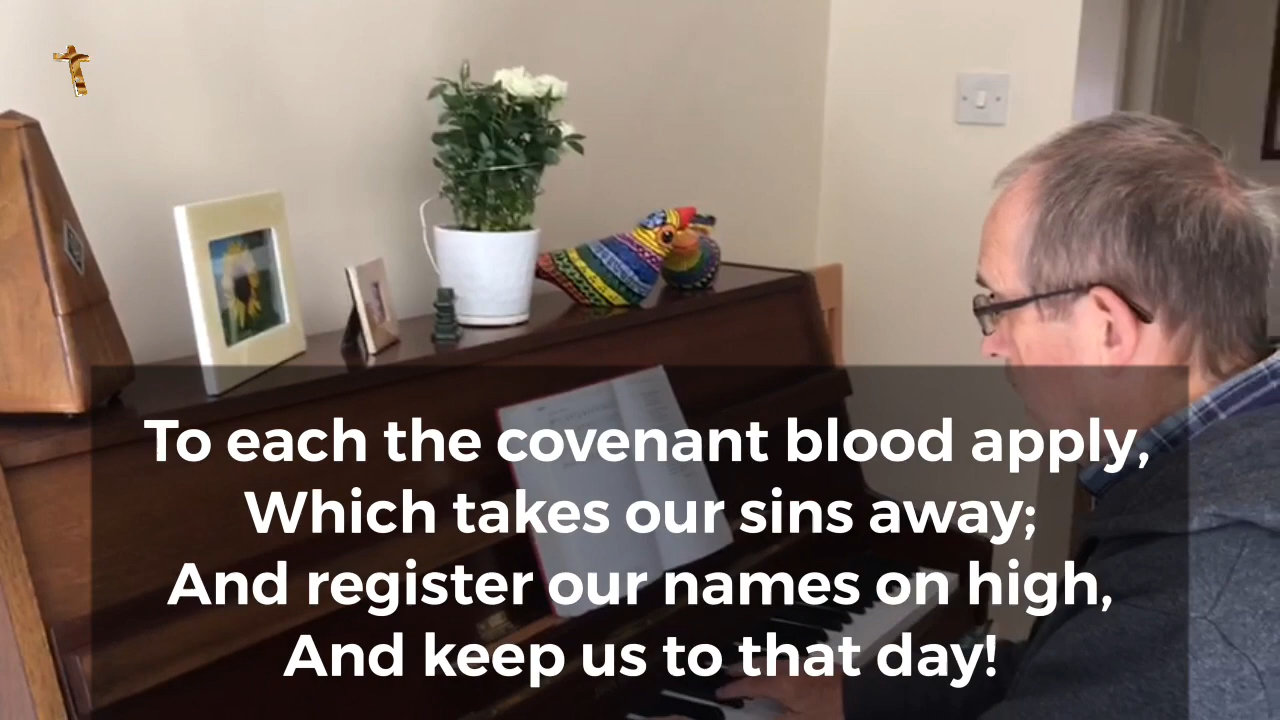 To each the covenant blood apply,
Which takes our sins away;
And register our names on high,
And keep us to that day!